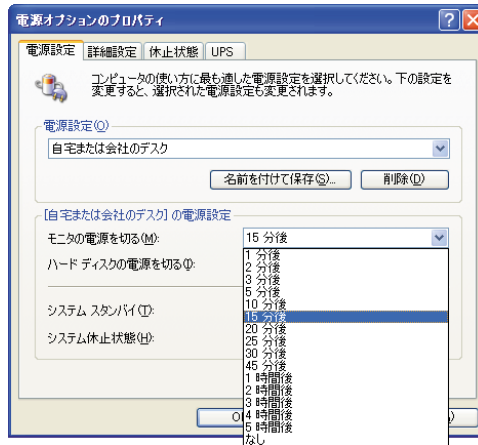 電源オプションのプロパティ
電源設定 詳細設定 休止状態 UPS
コンピュータの使い方に最も適した電源設定を選択してください。下の設定を
変更すると、選択された電源設定も変更されます。
電源設定(O)
自宅または会社のデスク
名前を付けて保存(S)... 削除(D)
[自宅または会社のデスク] の電源設定
モニタの電源を切る(M): 15 分後
ハード ディスクの電源を切る(I):
システム スタンバイ(T):
システム休止状態(H):
1 分後
2 分後
3 分後
5 分後
10 分後
15 分後
20 分後
25 分後
30 分後
45 分後
1 時間後
2 時間後
3 時間後
4 時間後
5 時間後
なし